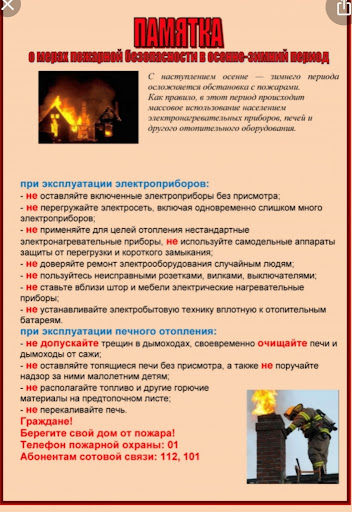 ПАМЯТКА
о мерах пожарной безопасности в осенне-зимний период
С наступлением осенне — зимнего периода
осложняется обстановка с пожарами.
Как правило, в этот период происходит
массовое использование населением
электронагревательных приборов, печей и
другого отопительного оборудования.
при эксплуатации электроприборов:
- не оставляйте включенные электроприборы без присмотра;
- не перегружайте электросеть, включая одновременно слишком много
электроприборов;
- не применяйте для целей отопления нестандартные
электронагревательные приборы, не используйте самодельные аппараты
защиты от перегрузки и короткого замыкания;
- не доверяйте ремонт электрооборудования случайным людям;
- не пользуйтесь неисправными розетками, вилками, выключателями;
- не ставьте вблизи штор и мебели электрические нагревательные
приборы;
- не устанавливайте электробытовую технику вплотную к отопительным
батареям.
при эксплуатации печного отопления:
- не допускайте трещин в дымоходах, своевременно очищайте печи и
дымоходы от сажи;
- не оставляйте топящиеся печи без присмотра, а также не поручайте
надзор за ними малолетним детям;
- не располагайте топливо и другие горючие
материалы на предтопочном листе;
- не перекаливайте печь.
Граждане!
Берегите свой дом от пожара!
Телефон пожарной охраны: 01
Абонентам сотовой связи: 112, 101